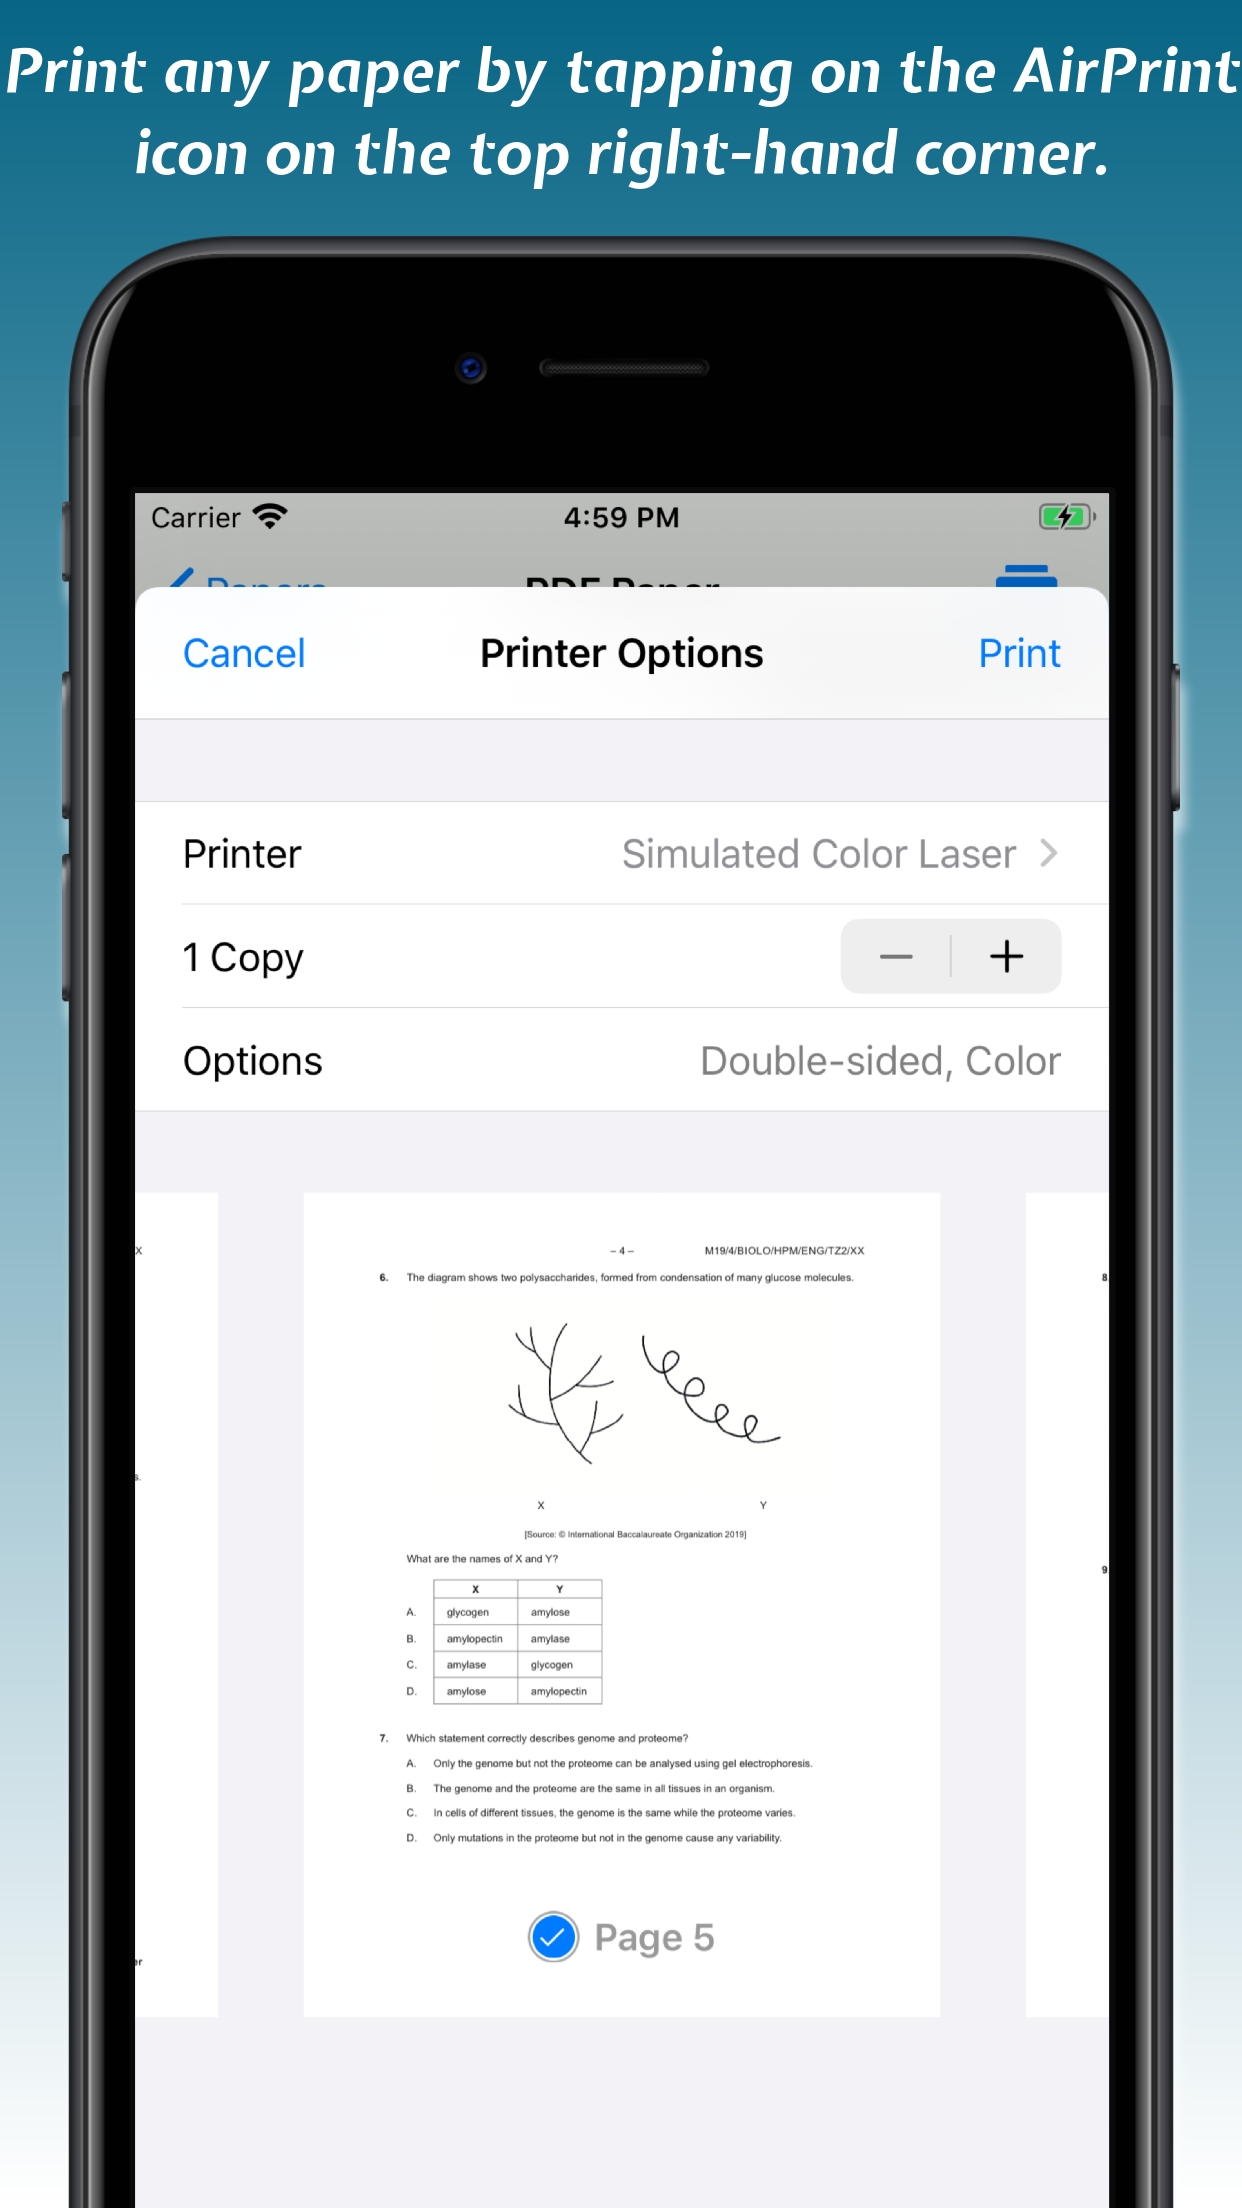 Print any paper by tapping on the AirPrint
icon on the top right-hand corner.
Carrier 4:59 PM
Papers PDF Paper
Cancel Printer Options Print
Printer Simulated Color Laser
1 Copy
Options Double-sided, Color
X – 4 – M19/4/BIOLO/HPM/ENG/TZ2/XX
6. The diagram shows two polysaccharides, formed from condensation of many glucose molecules. 8
s.
X Y
[Source: © International Baccalaureate Organization 2019]
What are the names of X and Y?
9
X Y
A. glycogen amylose
B. amylopectin amylase
C. amylase glycogen
D. amylose amylopectin
7. Which statement correctly describes genome and proteome?
A. Only the genome but not the proteome can be analysed using gel electrophoresis.
B. The genome and the proteome are the same in all tissues in an organism.
C. In cells of different tissues, the genome is the same while the proteome varies.
D. Only mutations in the proteome but not in the genome cause any variability.
Page 5